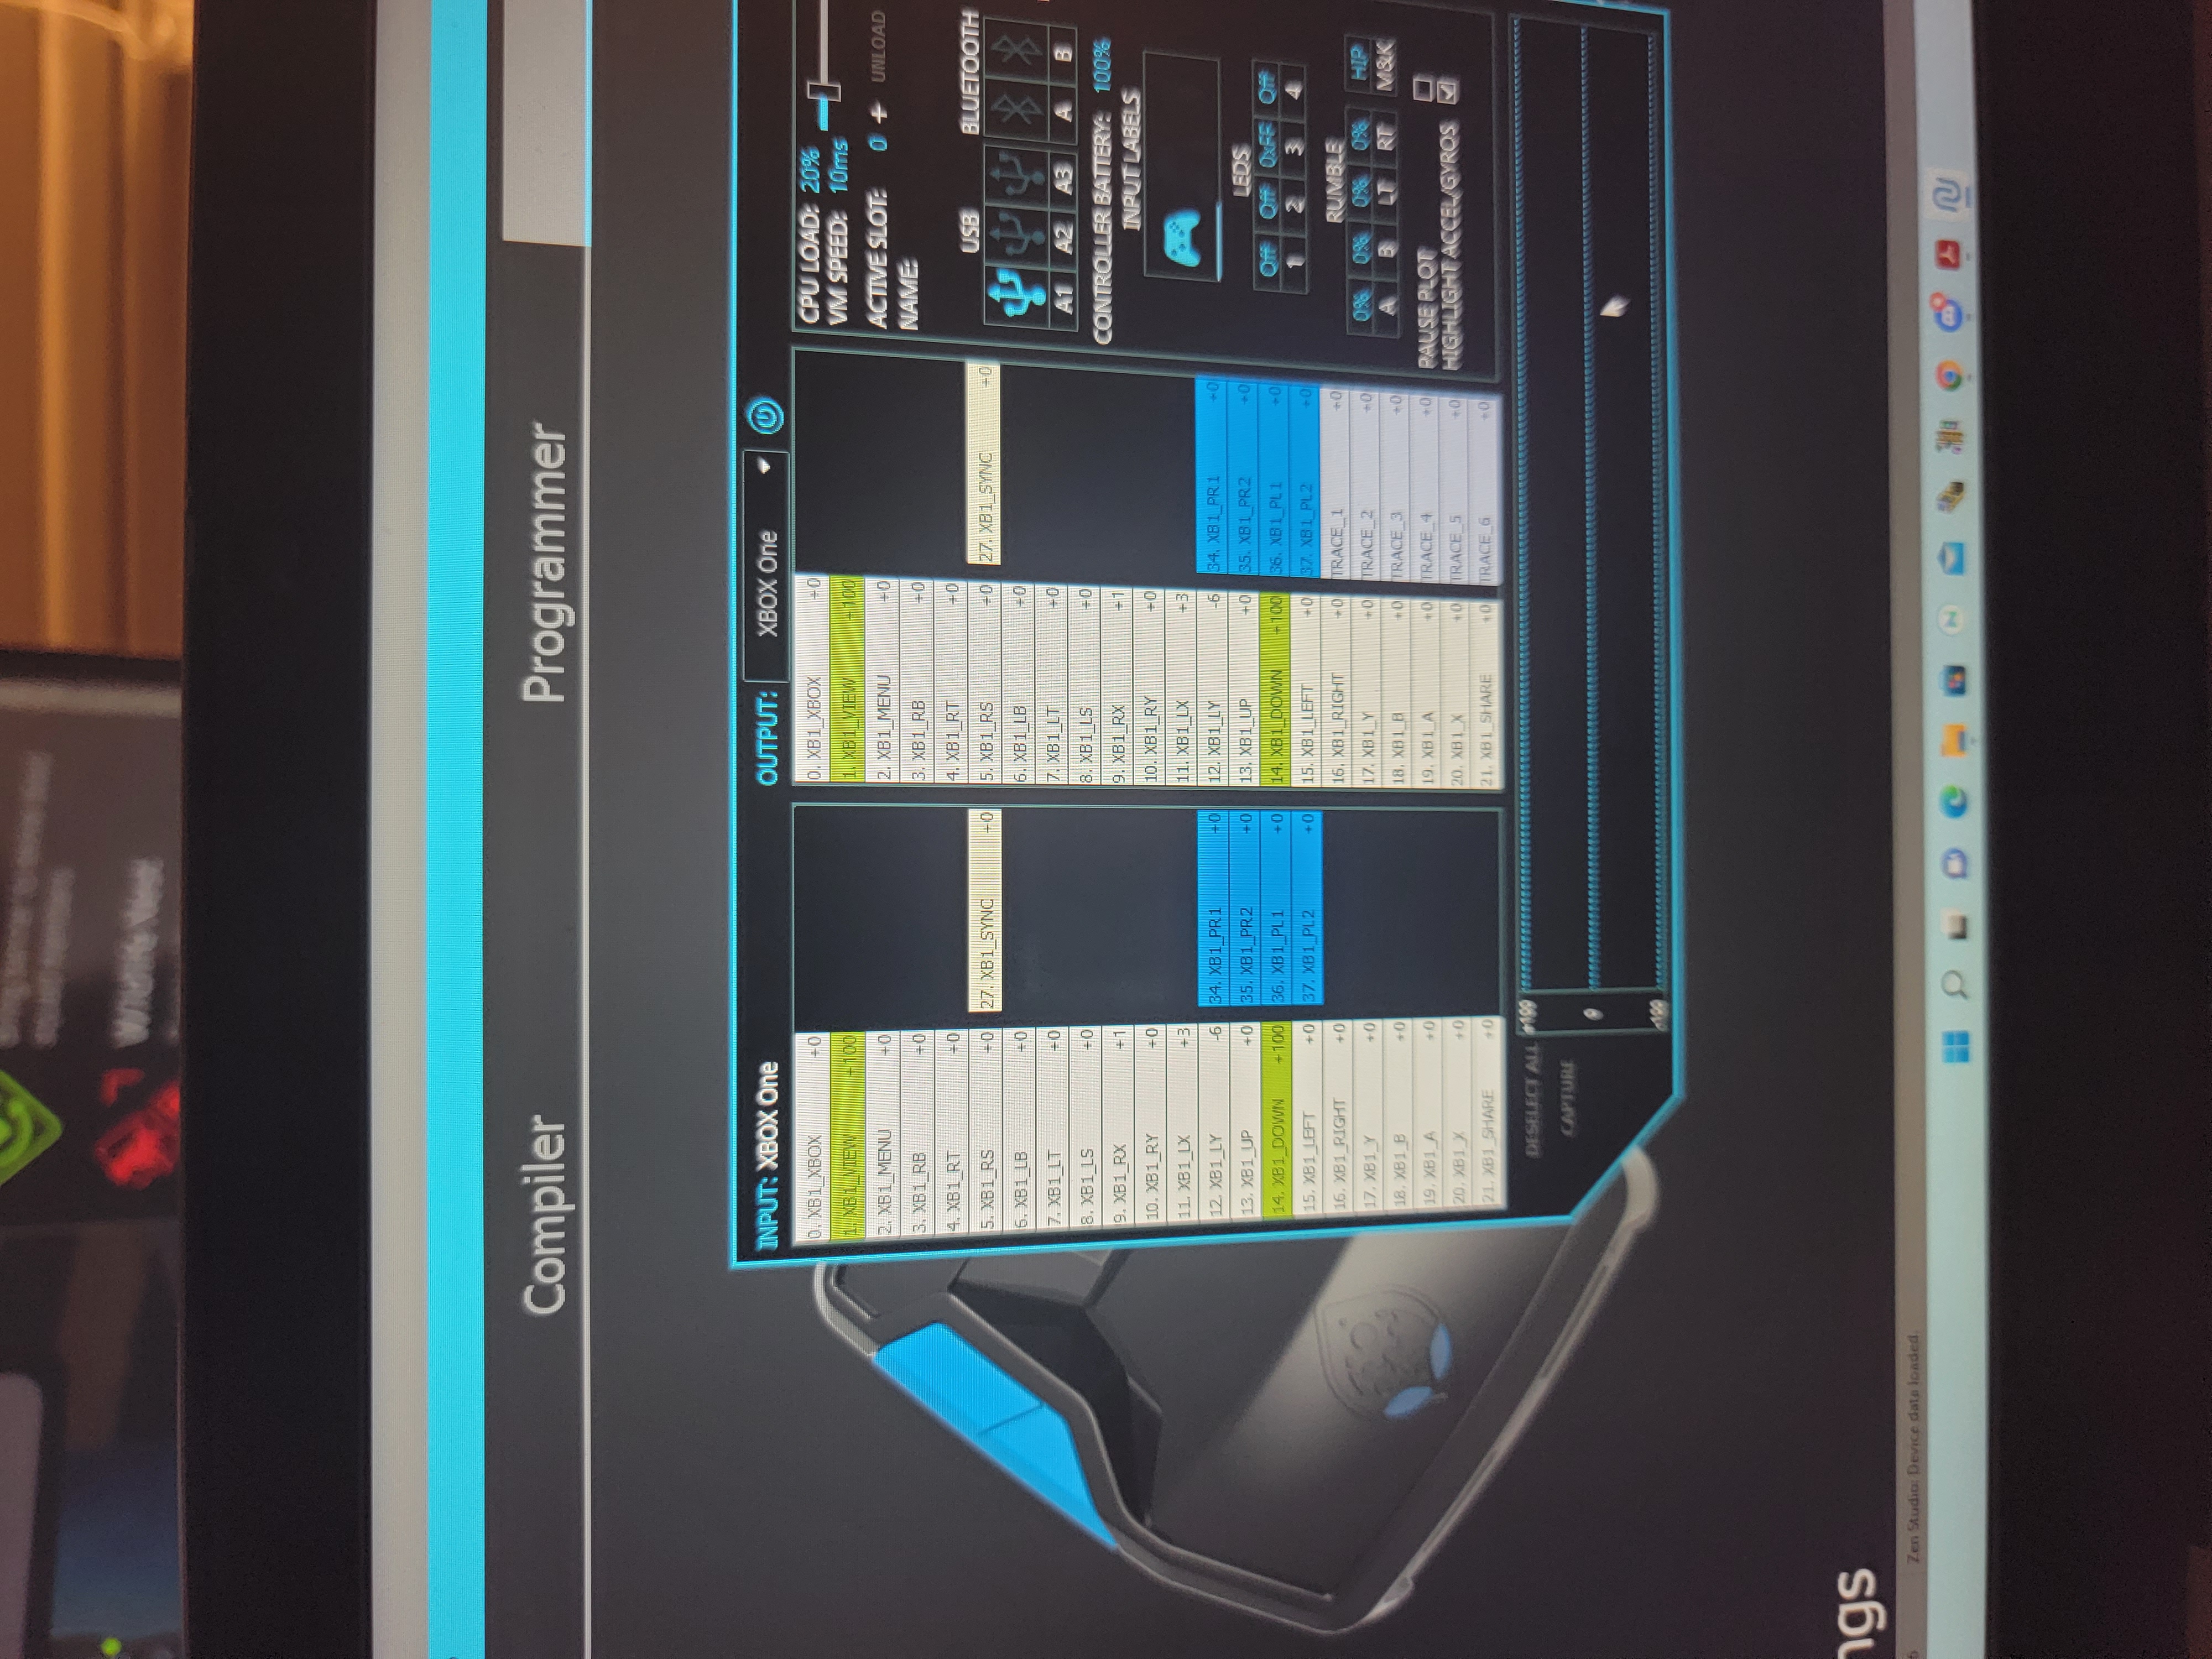 Bring banner to revive dead
squad members
Wildlife Nest
Compiler
Programmer
INPUT: XBOX One
OUTPUT: XBOX One
0. XB1_XBOX +0
1. XB1_VIEW +100
2. XB1_MENU +0
3. XB1_RB +0
4. XB1_RT +0
5. XB1_RS +0
6. XB1_LB +0
7. XB1_LT +0
8. XB1_LS +0
9. XB1_RX +1
10. XB1_RY +0
11. XB1_LX +3
12. XB1_LY -6
13. XB1_UP +0
14. XB1_DOWN +100
15. XB1_LEFT +0
16. XB1_RIGHT +0
17. XB1_Y +0
18. XB1_B +0
19. XB1_A +0
20. XB1_X +0
21. XB1_SHARE +0
27. XB1_SYNC +0
34. XB1_PR1 +0
35. XB1_PR2 +0
36. XB1_PL1 +0
37. XB1_PL2 +0
0. XB1_XBOX +0
1. XB1_VIEW +100
2. XB1_MENU +0
3. XB1_RB +0
4. XB1_RT +0
5. XB1_RS +0
6. XB1_LB +0
7. XB1_LT +0
8. XB1_LS +0
9. XB1_RX +1
10. XB1_RY +0
11. XB1_LX +3
12. XB1_LY -6
13. XB1_UP +0
14. XB1_DOWN +100
15. XB1_LEFT +0
16. XB1_RIGHT +0
17. XB1_Y +0
18. XB1_B +0
19. XB1_A +0
20. XB1_X +0
21. XB1_SHARE +0
27. XB1_SYNC +0
34. XB1_PR1 +0
35. XB1_PR2 +0
36. XB1_PL1 +0
37. XB1_PL2 +0
TRACE_1 +0
TRACE_2 +0
TRACE_3 +0
TRACE_4 +0
TRACE_5 +0
TRACE_6 +0
CPU LOAD: 20%
VM SPEED: 10ms
ACTIVE SLOT: 0 + UNLOAD
NAME:
USB BLUETOOTH
A1 A2 A3 A B
CONTROLLER BATTERY: 100%
INPUT LABELS
LEDS
Off Off 0xFF Off
1 2 3 4
RUMBLE
0% 0% 0% 0% HIP
A B LT RT M&K
PAUSE PLOT
HIGHLIGHT ACCEL/GYROS
DESELECT ALL
CAPTURE
+100
0
-100
ngs
Zen Studio: Device data loaded.